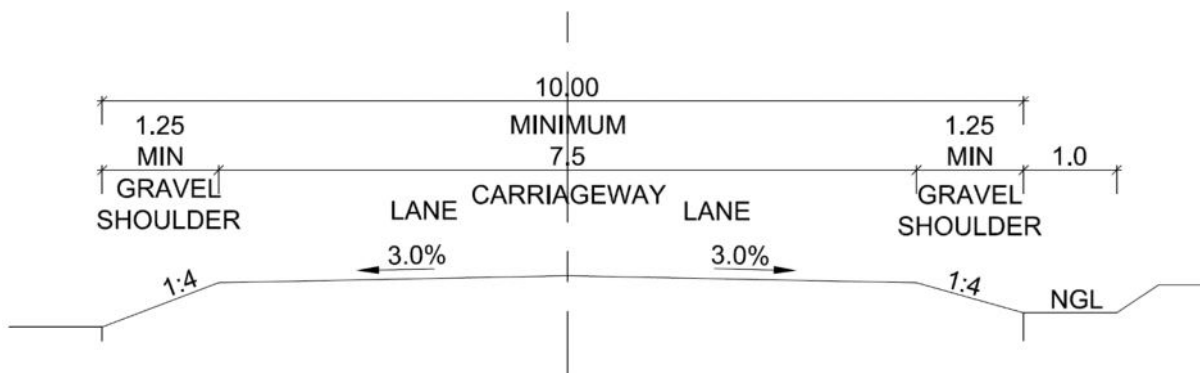 10.00
MINIMUM
1.25
MIN
GRAVEL
SHOULDER
7.5
CARRIAGEWAY
1.25
MIN
GRAVEL
SHOULDER
1.0
LANE
LANE
3.0%
3.0%
1:4
1:4
NGL